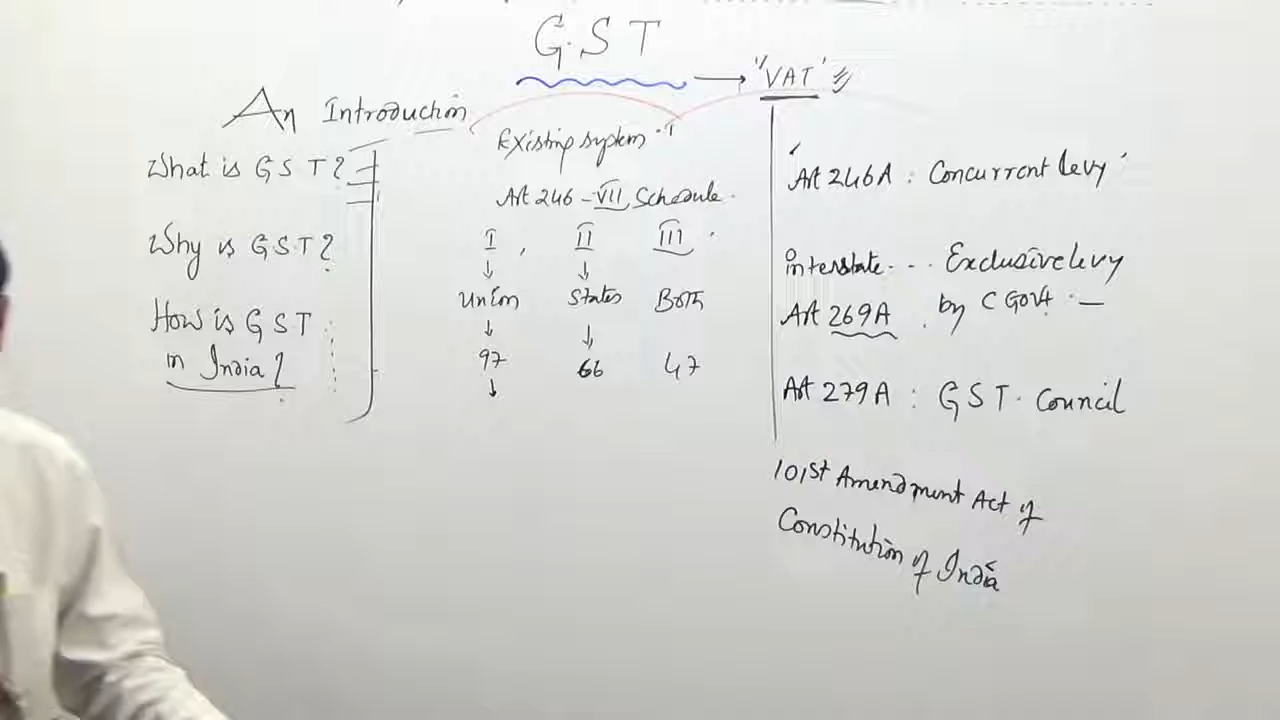 G.S T → "VAT"
An Introduction
What is G S T?
Why is G.S.T?
How is G S T
in India?
Existing system
Art 246 - VII Schedule.
I , II III .
↓ ↓
Union States Both
↓ ↓
97 66 47
↓
'Art 246A : Concurrent levy'
interstate... Exclusive levy
Art 269A . by C Govt. —
Art 279A : G S T. Council
101st Amendment Act of
Constitution of India